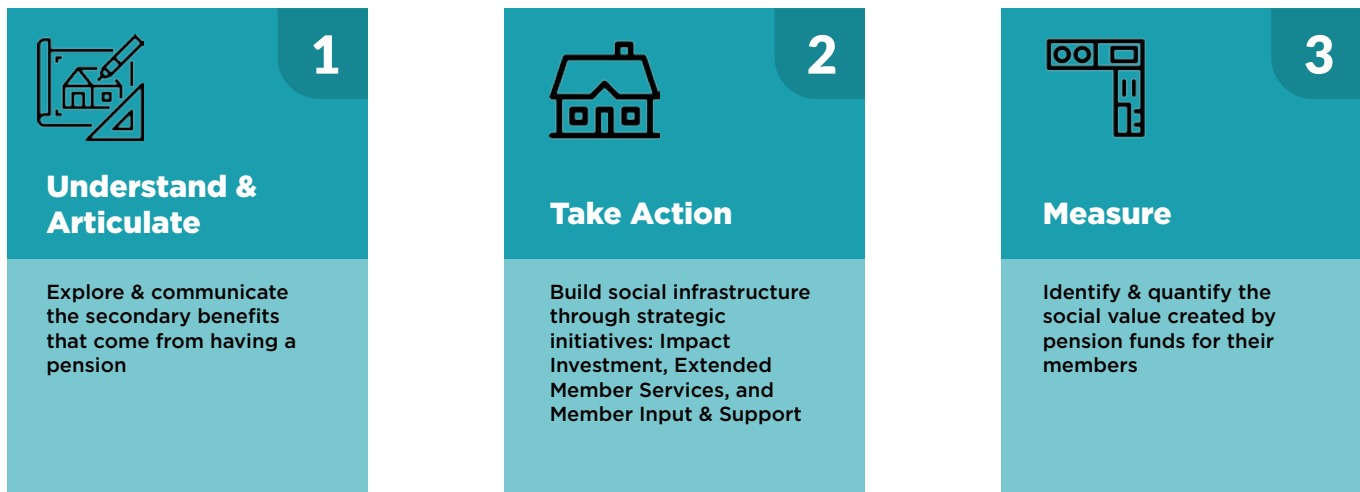 1
Understand &
Articulate
Explore & communicate
the secondary benefits
that come from having a
pension
2
Take Action
Build social infrastructure
through strategic
initiatives: Impact
Investment, Extended
Member Services, and
Member Input & Support
3
Measure
Identify & quantify the
social value created by
pension funds for their
members